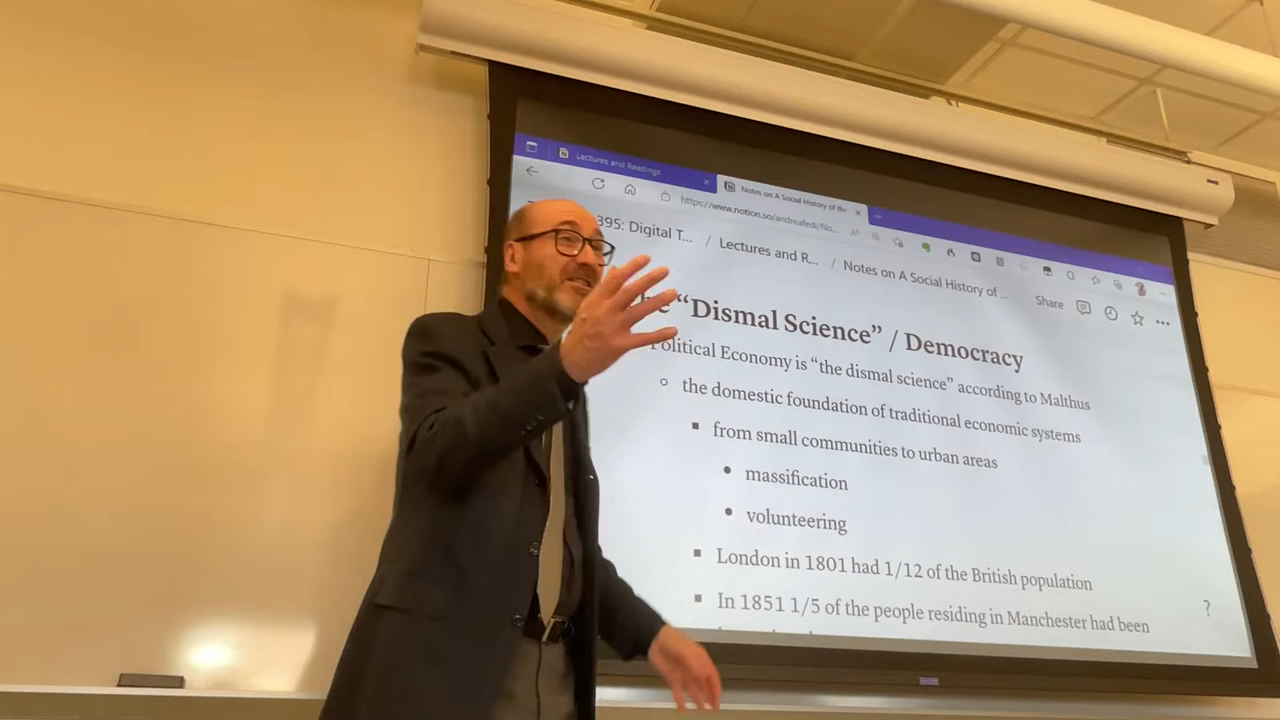 Lectures and Readings
Notes on A Social History of the
https://www.notion.so/andreafedi/No...
395: Digital T... / Lectures and R... / Notes on A Social History of ...
Share
"Dismal Science" / Democracy
Political Economy is "the dismal science" according to Malthus
the domestic foundation of traditional economic systems
from small communities to urban areas
massification
volunteering
London in 1801 had 1/12 of the British population
In 1851 1/5 of the people residing in Manchester had been
?